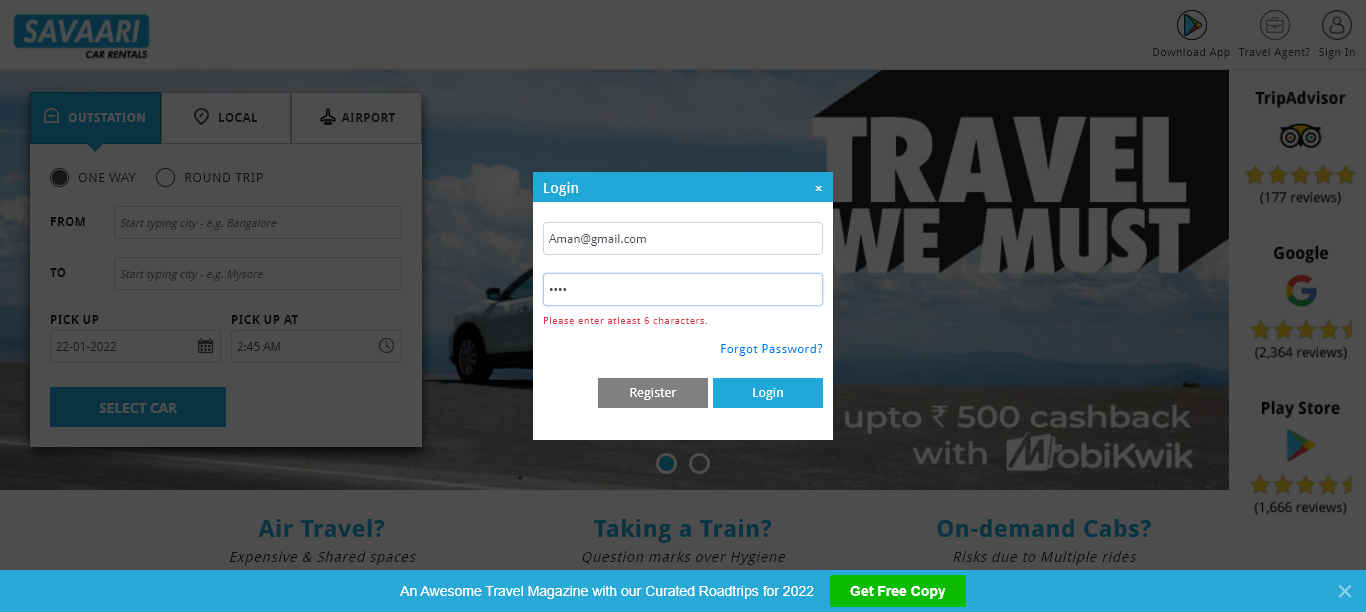 SAVAARI
CAR RENTALS
Download App
Travel Agent?
Sign In
OUTSTATION
LOCAL
AIRPORT
ONE WAY
ROUND TRIP
FROM
Start typing city - e.g. Bangalore
TO
Start typing city - e.g. Mysore
PICK UP
PICK UP AT
22-01-2022
2:45 AM
SELECT CAR
TRAVEL
WE MUST
upto ₹ 500 cashback
with MobiKwik
Login
×
Aman@gmail.com
••••
Please enter atleast 6 characters.
Forgot Password?
Register
Login
TripAdvisor
(177 reviews)
Google
(2,364 reviews)
Play Store
(1,666 reviews)
Air Travel?
Expensive & Shared spaces
Taking a Train?
Question marks over Hygiene
On-demand Cabs?
Risks due to Multiple rides
An Awesome Travel Magazine with our Curated Roadtrips for 2022
Get Free Copy